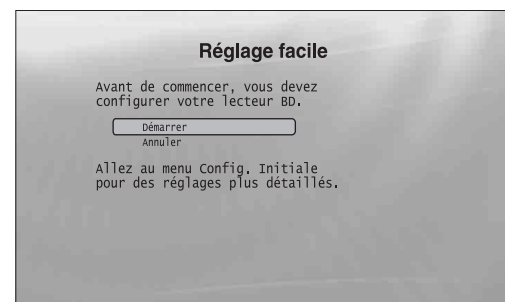 Réglage facile
Avant de commencer, vous devez
configurer votre lecteur BD.
Démarrer
Annuler
Allez au menu Config. Initiale
pour des réglages plus détaillés.